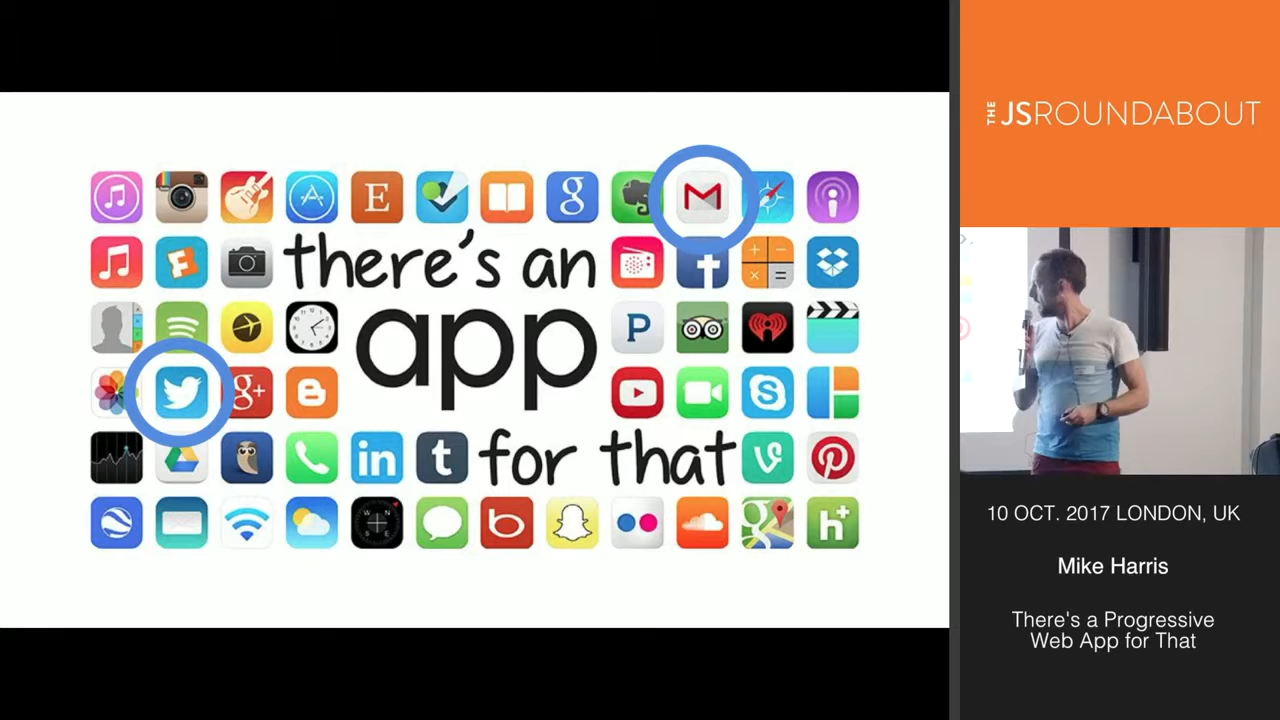 there's an
app
for that
THE JSROUNDABOUT
10 OCT. 2017 LONDON, UK
Mike Harris
There's a Progressive
Web App for That